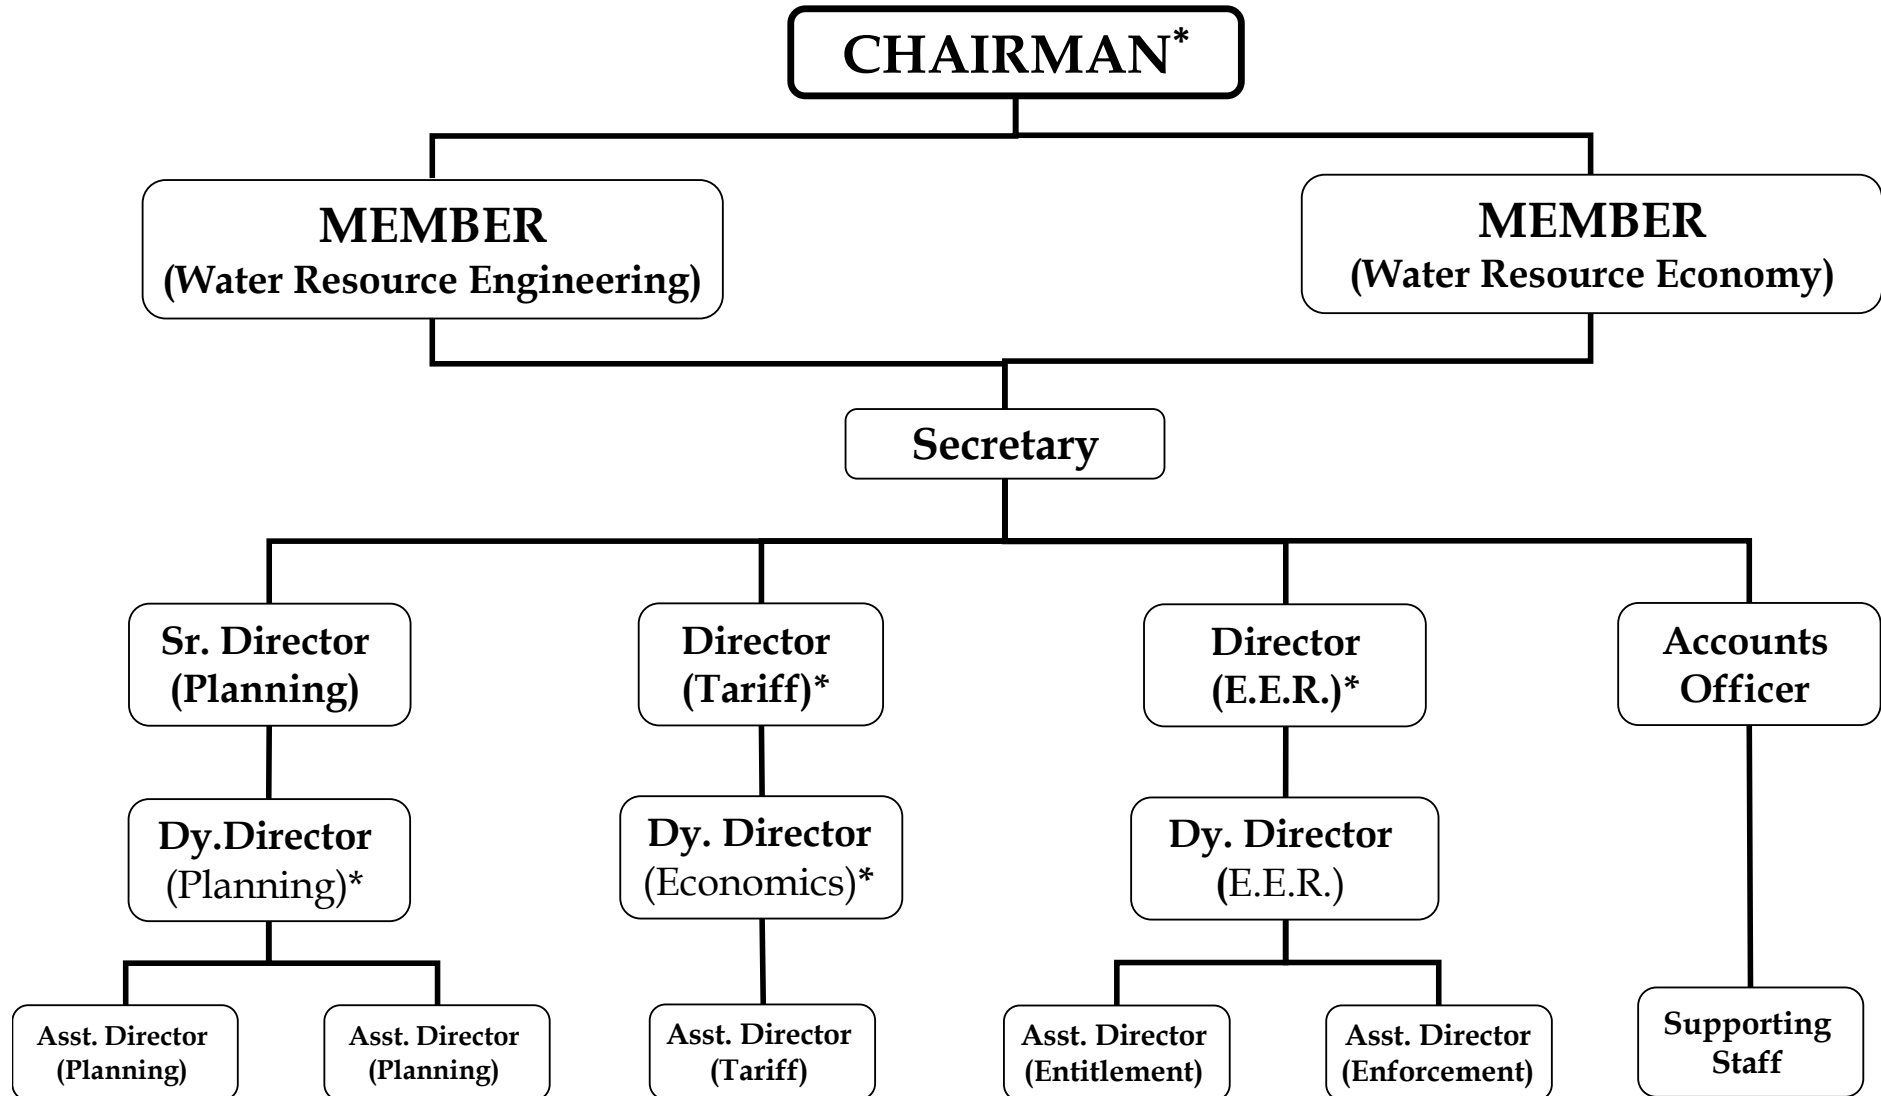 CHAIRMAN*
MEMBER
(Water Resource Engineering)
MEMBER
(Water Resource Economy)
Secretary
Sr. Director
(Planning)
Director
(Tariff)*
Director
(E.E.R.)*
Accounts
Officer
Dy.Director
(Planning)*
Dy. Director
(Economics)*
Dy. Director
(E.E.R.)
Asst. Director
(Planning)
Asst. Director
(Planning)
Asst. Director
(Tariff)
Asst. Director
(Entitlement)
Asst. Director
(Enforcement)
Supporting
Staff